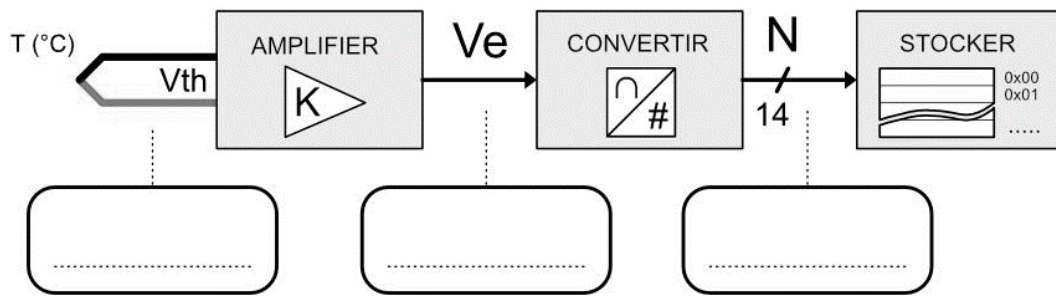 T (°C)
Vth
AMPLIFIER
K
Ve
CONVERTIR
∩
#
N
14
STOCKER
0x00
0x01
.....